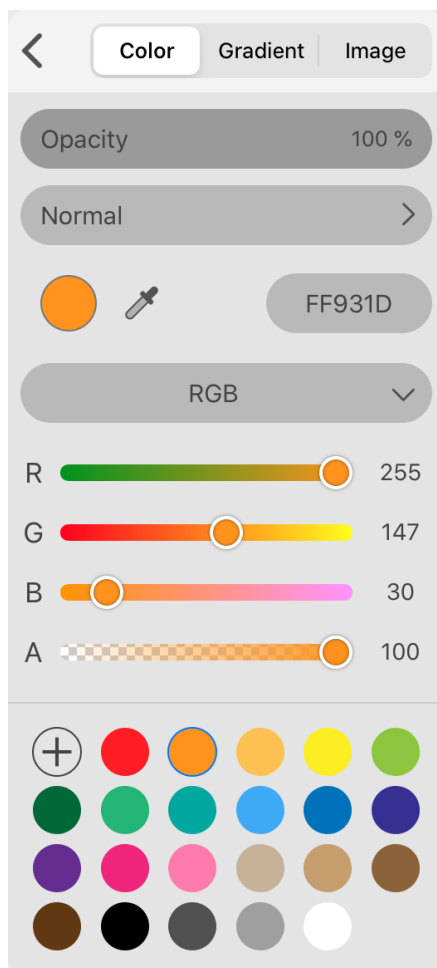 Color Gradient Image
Opacity 100 %
Normal
FF931D
RGB
R 255
G 147
B 30
A 100